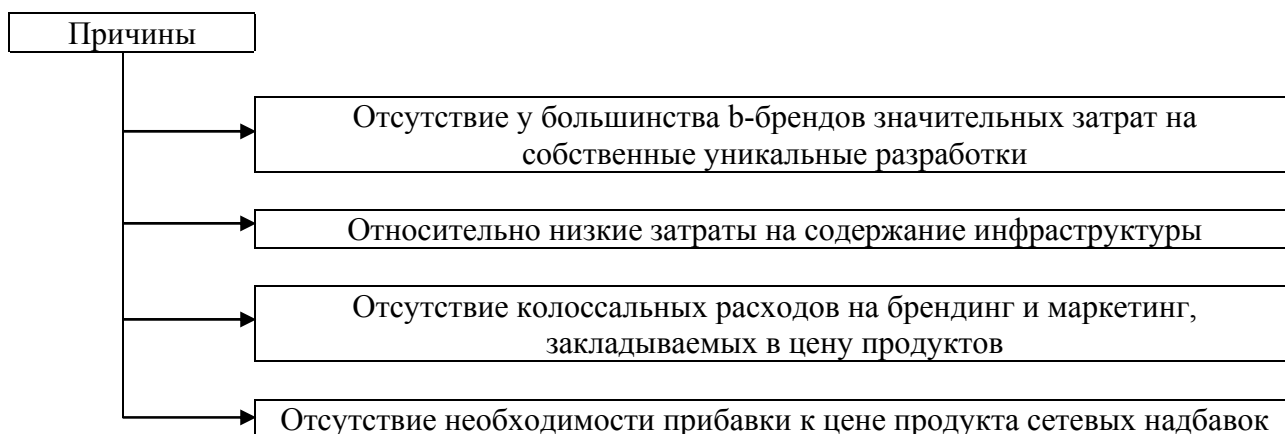 Причины
Отсутствие у большинства b-брендов значительных затрат на
собственные уникальные разработки
Относительно низкие затраты на содержание инфраструктуры
Отсутствие колоссальных расходов на брендинг и маркетинг,
закладываемых в цену продуктов
Отсутствие необходимости прибавки к цене продукта сетевых надбавок